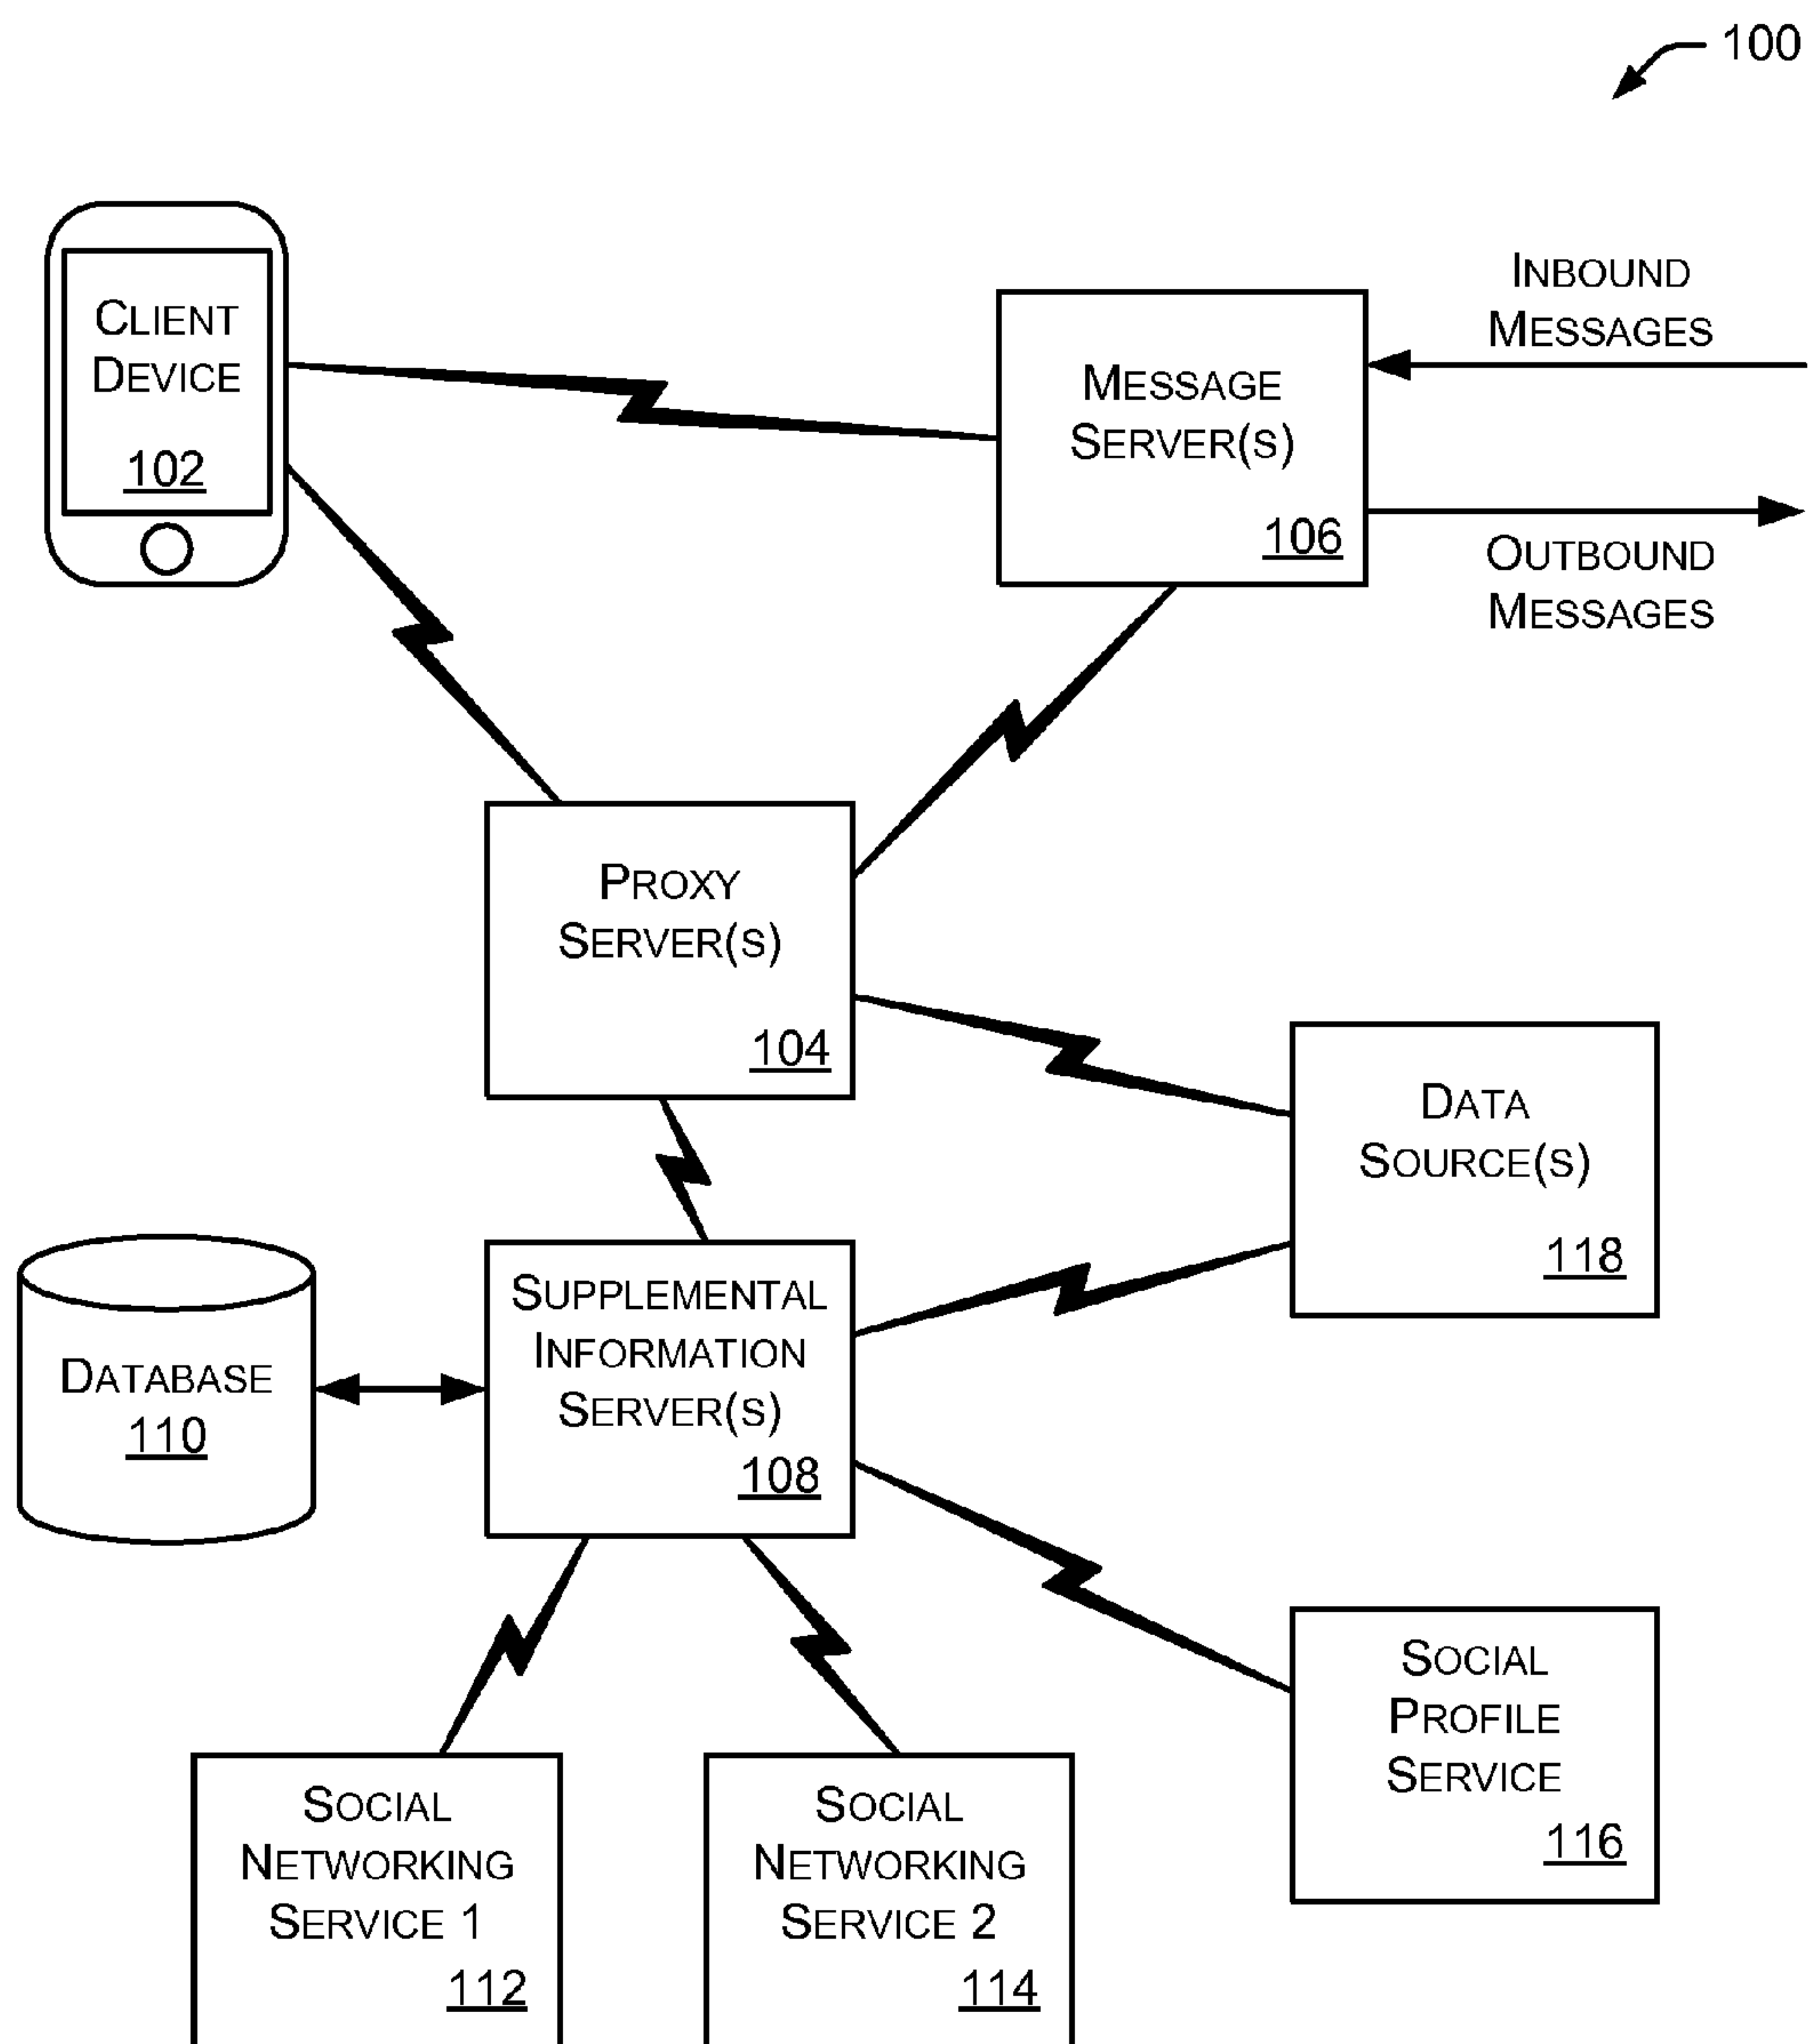 100
CLIENT
DEVICE
102
INBOUND
MESSAGES
MESSAGE
SERVER(S)
106
OUTBOUND
MESSAGES
PROXY
SERVER(S)
104
DATA
SOURCE(S)
118
SUPPLEMENTAL
INFORMATION
SERVER(S)
108
DATABASE
110
SOCIAL
PROFILE
SERVICE
116
SOCIAL
NETWORKING
SERVICE 1
112
SOCIAL
NETWORKING
SERVICE 2
114